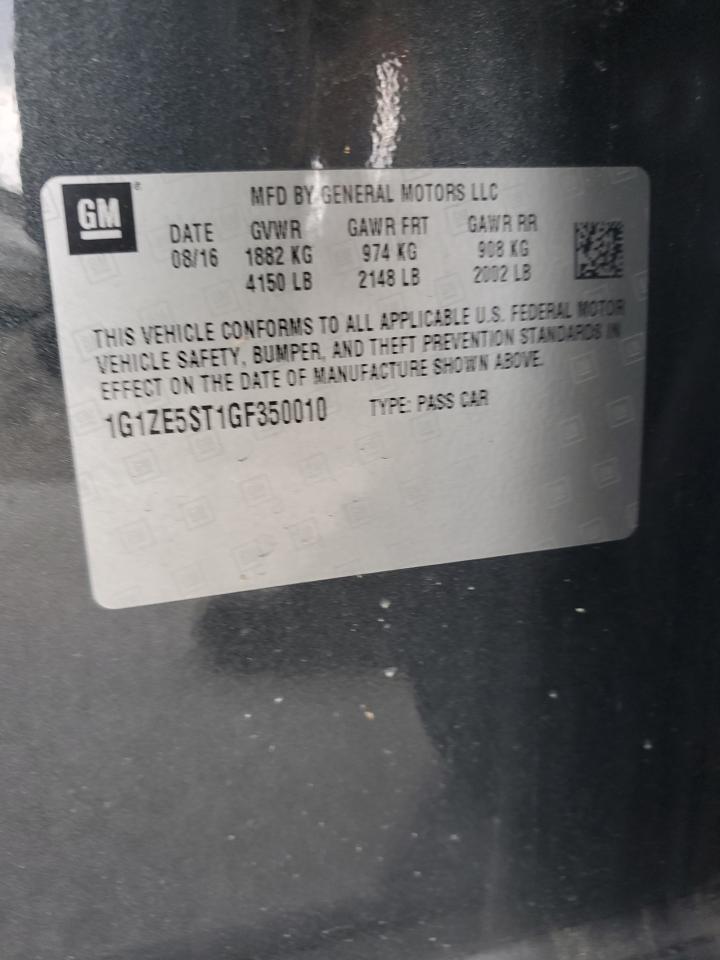 GM ®
MFD BY GENERAL MOTORS LLC
DATE GVWR GAWR FRT GAWR RR
08/16 1882 KG 974 KG 908 KG
4150 LB 2148 LB 2002 LB
THIS VEHICLE CONFORMS TO ALL APPLICABLE U.S. FEDERAL MOTOR
VEHICLE SAFETY, BUMPER, AND THEFT PREVENTION STANDARDS IN
EFFECT ON THE DATE OF MANUFACTURE SHOWN ABOVE.
1G1ZE5ST1GF350010 TYPE: PASS CAR